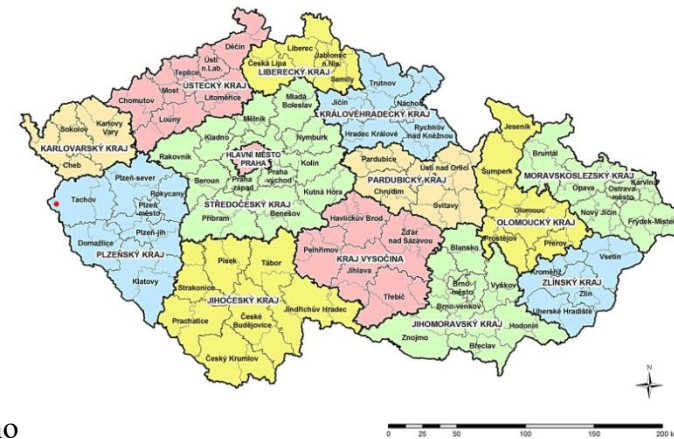 Děčín
Liberec
Ústí
n.Lab.
Jablonec
n.Nis.
Teplice
Česká Lípa
LIBERECKÝ KRAJ
Semily
Trutnov
Most
ÚSTECKÝ KRAJ
Chomutov
Litoměřice
Mladá
Boleslav
Jičín
Náchod
Louny
Mělník
KRÁLOVÉHRADECKÝ KRAJ
Karlovy
Vary
Sokolov
Kladno
Nymburk
Hradec Králové
Rychnov
nad Kněžnou
Jeseník
KARLOVARSKÝ KRAJ
Cheb
Rakovník
HLAVNÍ MĚSTO
PRAHA
Kolín
Pardubice
Ústí nad Orlicí
Bruntál
Šumperk
MORAVSKOSLEZSKÝ KRAJ
Plzeň-sever
Beroun
Praha
západ
Praha
východ
PARDUBICKÝ KRAJ
Chrudim
Opava
Karviná
Ostrava-
město
Tachov
Rokycany
Plzeň
město
STŘEDOČESKÝ KRAJ
Kutná Hora
Svitavy
Olomouc
Nový Jičín
Frýdek-Místek
Příbram
Benešov
Havlíčkův Brod
OLOMOUCKÝ KRAJ
Plzeň-jih
Žďár
nad Sázavou
Prostějov
Přerov
Domažlice
PLZEŇSKÝ KRAJ
Pelhřimov
KRAJ VYSOČINA
Blansko
Vsetín
Kroměříž
Písek
Tábor
Jihlava
Klatovy
Brno-
město
Vyškov
ZLÍNSKÝ KRAJ
Zlín
Strakonice
JIHOČESKÝ KRAJ
Třebíč
Brno-venkov
Uherské Hradiště
Prachatice
České
Budějovice
Jindřichův Hradec
JIHOMORAVSKÝ KRAJ
Hodonín
Znojmo
Břeclav
Český Krumlov
N
no
0 25 50 100 150 200